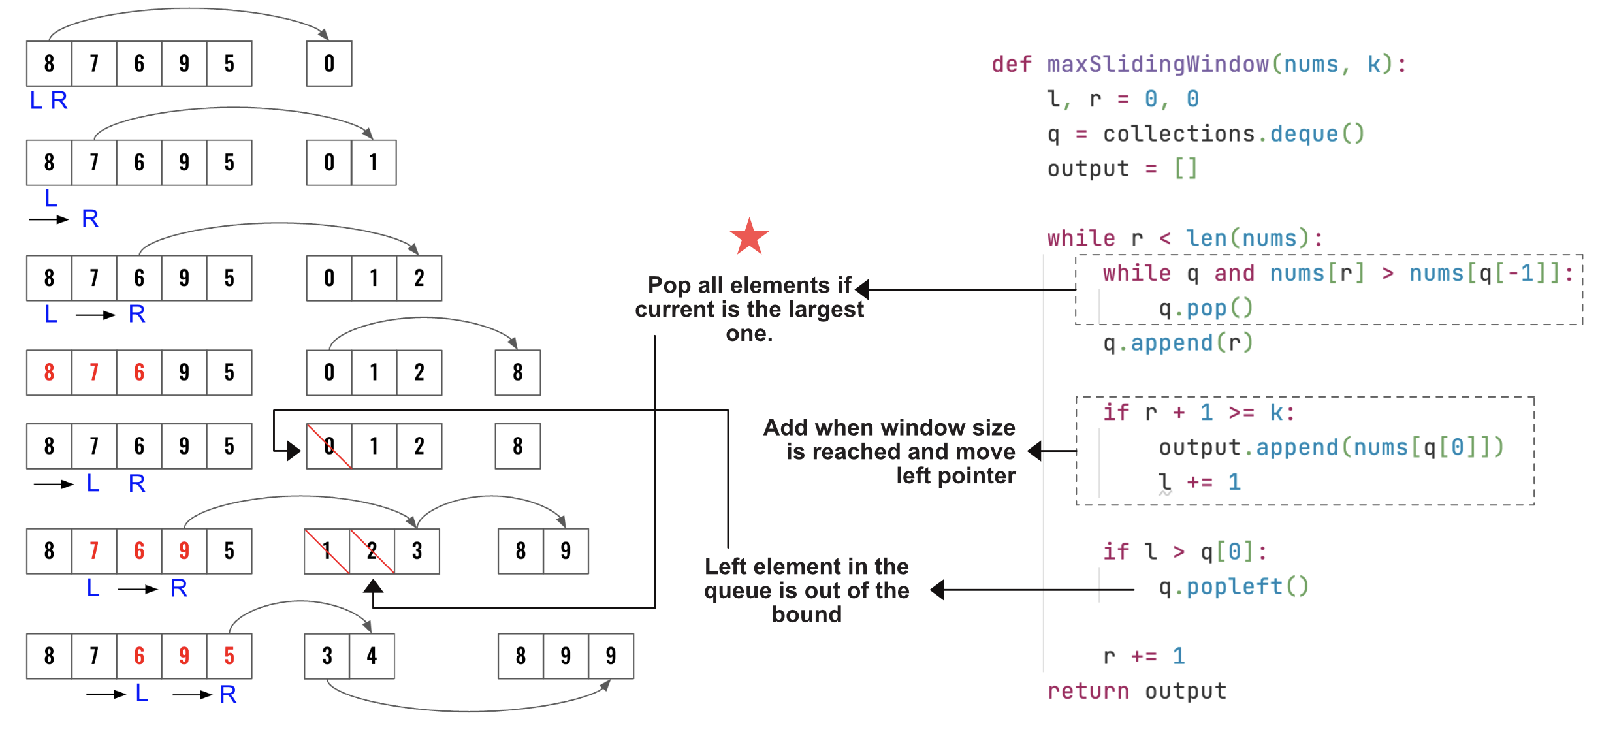 8 7 6 9 5 0
L R
8 7 6 9 5 0 1
L
R
8 7 6 9 5 0 1 2
L R
8 7 6 9 5 0 1 2 8
8 7 6 9 5 0 1 2 8
L R
8 7 6 9 5 1 2 3 8 9
L R
8 7 6 9 5 3 4 8 9 9
L R
Pop all elements if
current is the largest
one.
Add when window size
is reached and move
left pointer
Left element in the
queue is out of the
bound
def maxSlidingWindow(nums, k):
    l, r = 0, 0
    q = collections.deque()
    output = []
    while r < len(nums):
        while q and nums[r] > nums[q[-1]]:
            q.pop()
        q.append(r)
        if r + 1 >= k:
            output.append(nums[q[0]])
            l += 1
        if l > q[0]:
            q.popleft()
        r += 1
    return output